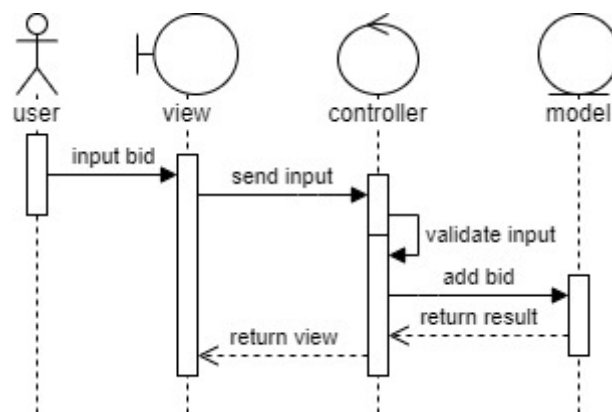 user
view
controller
model
input bid
send input
validate input
add bid
return result
return view